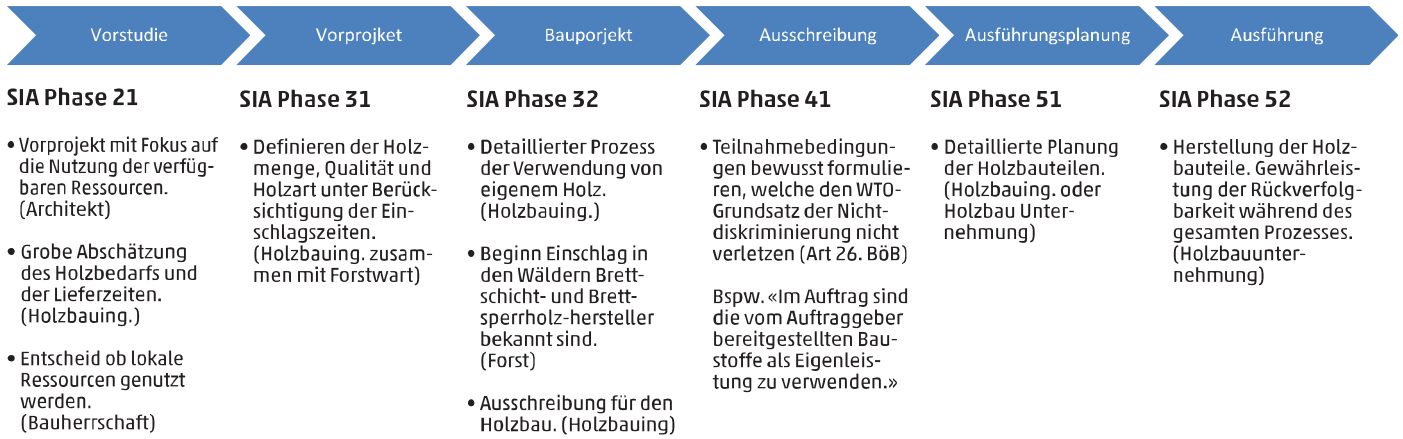 Vorstudie
Vorprojket
Bauporjekt
Ausschreibung
Ausführungsplanung
Ausführung
SIA Phase 21
• Vorprojekt mit Fokus auf
die Nutzung der verfüg-
baren Ressourcen.
(Architekt)
• Grobe Abschätzung
des Holzbedarfs und
der Lieferzeiten.
(Holzbauing.)
• Entscheid ob lokale
Ressourcen genutzt
werden.
(Bauherrschaft)
SIA Phase 31
• Definieren der Holz-
menge, Qualität und
Holzart unter Berück-
sichtigung der Ein-
schlagszeiten.
(Holzbauing. zusam-
men mit Forstwart)
SIA Phase 32
• Detaillierter Prozess
der Verwendung von
eigenem Holz.
(Holzbauing.)
• Beginn Einschlag in
den Wäldern Brett-
schicht- und Brett-
sperrholz-hersteller
bekannt sind.
(Forst)
• Ausschreibung für den
Holzbau. (Holzbauing)
SIA Phase 41
• Teilnahmebedingun-
gen bewusst formulie-
ren, welche den WTO-
Grundsatz der Nicht-
diskriminierung nicht
verletzen (Art 26. BöB)
Bspw. «Im Auftrag sind
die vom Auftraggeber
bereitgestellten Bau-
stoffe als Eigenleis-
tung zu verwenden.»
SIA Phase 51
• Detaillierte Planung
der Holzbauteilen.
(Holzbauing. oder
Holzbau Unter-
nehmung)
SIA Phase 52
• Herstellung der Holz-
bauteile. Gewährleis-
tung der Rückverfolg-
barkeit während des
gesamten Prozesses.
(Holzbauunter-
nehmung)